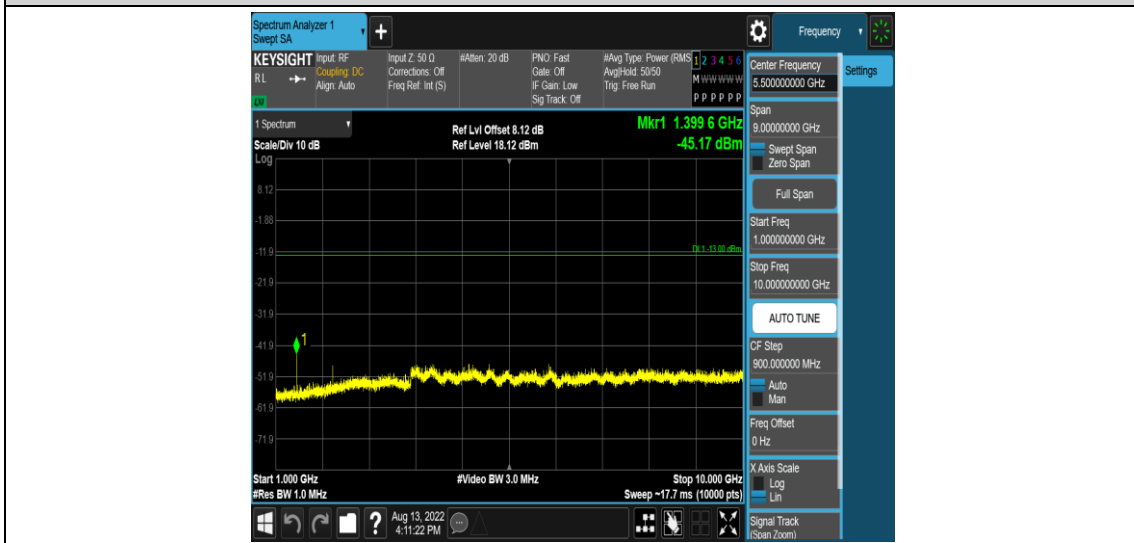 Spectrum Analyzer 1
Swept SA
Frequency
KEYSIGHT
RL
Input: RF
Coupling: DC
Align: Auto
Input Z: 50 Ω
Corrections: Off
Freq Ref: Int (S)
#Atten: 20 dB
PNO: Fast
Gate: Off
IF Gain: Low
Sig Track: Off
#Avg Type: Power (RMS
Avg|Hold: 50/50
Trig: Free Run
1 2 3 4 5 6
M W W W W W
P P P P P P
1 Spectrum
Scale/Div 10 dB
Ref Lvl Offset 8.12 dB
Ref Level 18.12 dBm
Mkr1 1.399 6 GHz
-45.17 dBm
Log
8.12
-1.88
-11.9
-21.9
-31.9
-41.9
-51.9
-61.9
-71.9
DL1 -13.00 dBm
1
Start 1.000 GHz
#Res BW 1.0 MHz
#Video BW 3.0 MHz
Stop 10.000 GHz
Sweep ~17.7 ms (10000 pts)
Aug 13, 2022
4:11:22 PM
Center Frequency
5.500000000 GHz
Settings
Span
9.00000000 GHz
Swept Span
Zero Span
Full Span
Start Freq
1.000000000 GHz
Stop Freq
10.000000000 GHz
AUTO TUNE
CF Step
900.000000 MHz
Auto
Man
Freq Offset
0 Hz
X Axis Scale
Log
Lin
Signal Track
(Span Zoom)